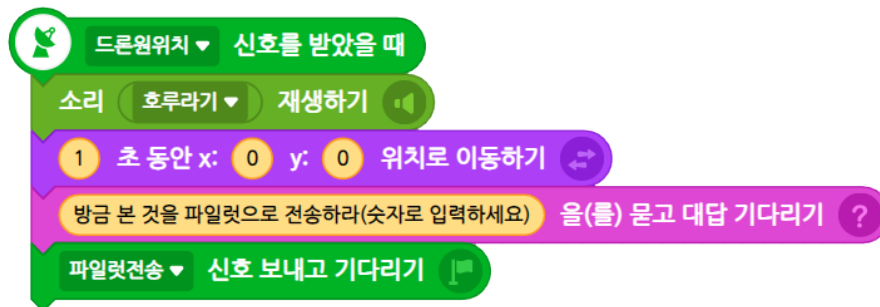 드론원위치 ▼ 신호를 받았을 때
소리 호루라기 ▼ 재생하기
1 초 동안 x: 0 y: 0 위치로 이동하기
방금 본 것을 파일럿으로 전송하라(숫자로 입력하세요) 을(를) 묻고 대답 기다리기 ?
파일럿전송 ▼ 신호 보내고 기다리기